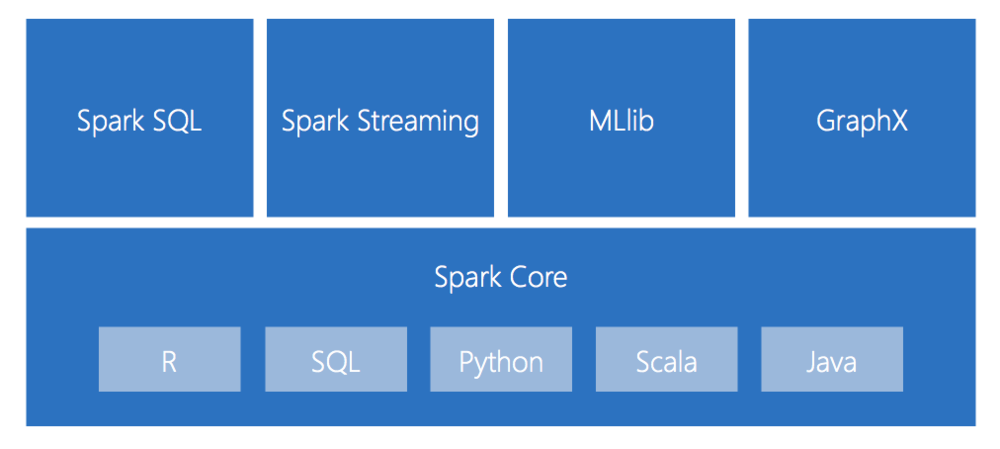 Spark SQL
Spark Streaming
MLlib
GraphX
Spark Core
R
SQL
Python
Scala
Java